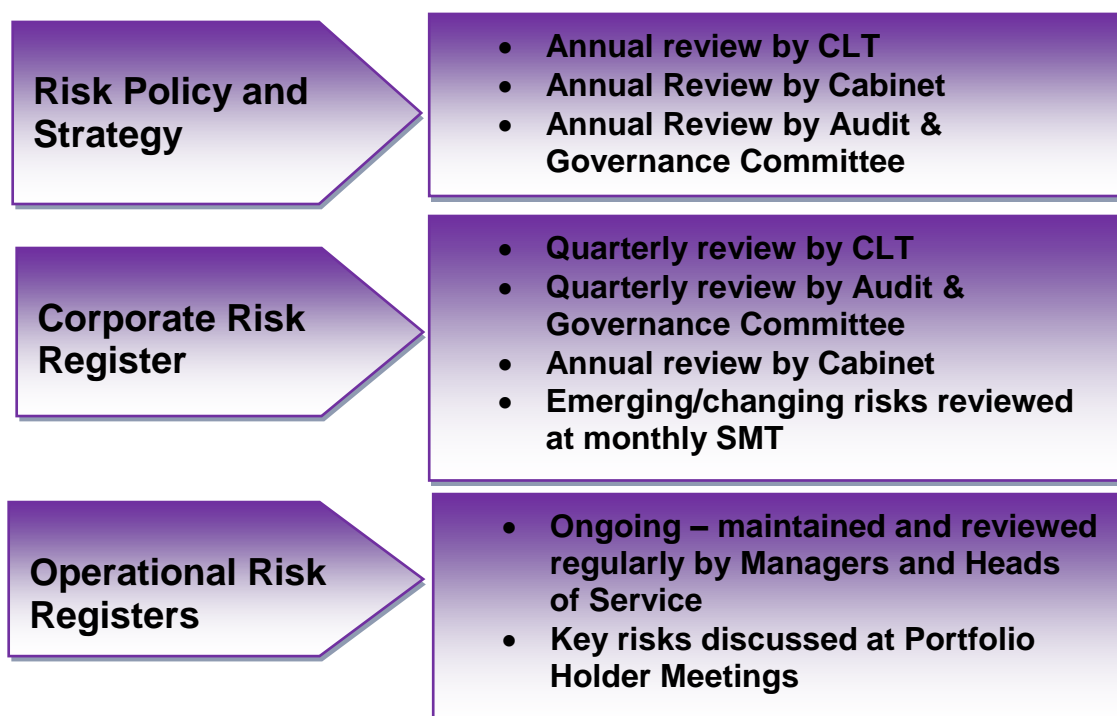 Risk Policy and
Strategy
• Annual review by CLT
• Annual Review by Cabinet
• Annual Review by Audit &
Governance Committee
Corporate Risk
Register
• Quarterly review by CLT
• Quarterly review by Audit &
Governance Committee
• Annual review by Cabinet
• Emerging/changing risks reviewed
at monthly SMT
Operational Risk
Registers
• Ongoing – maintained and reviewed
regularly by Managers and Heads
of Service
• Key risks discussed at Portfolio
Holder Meetings